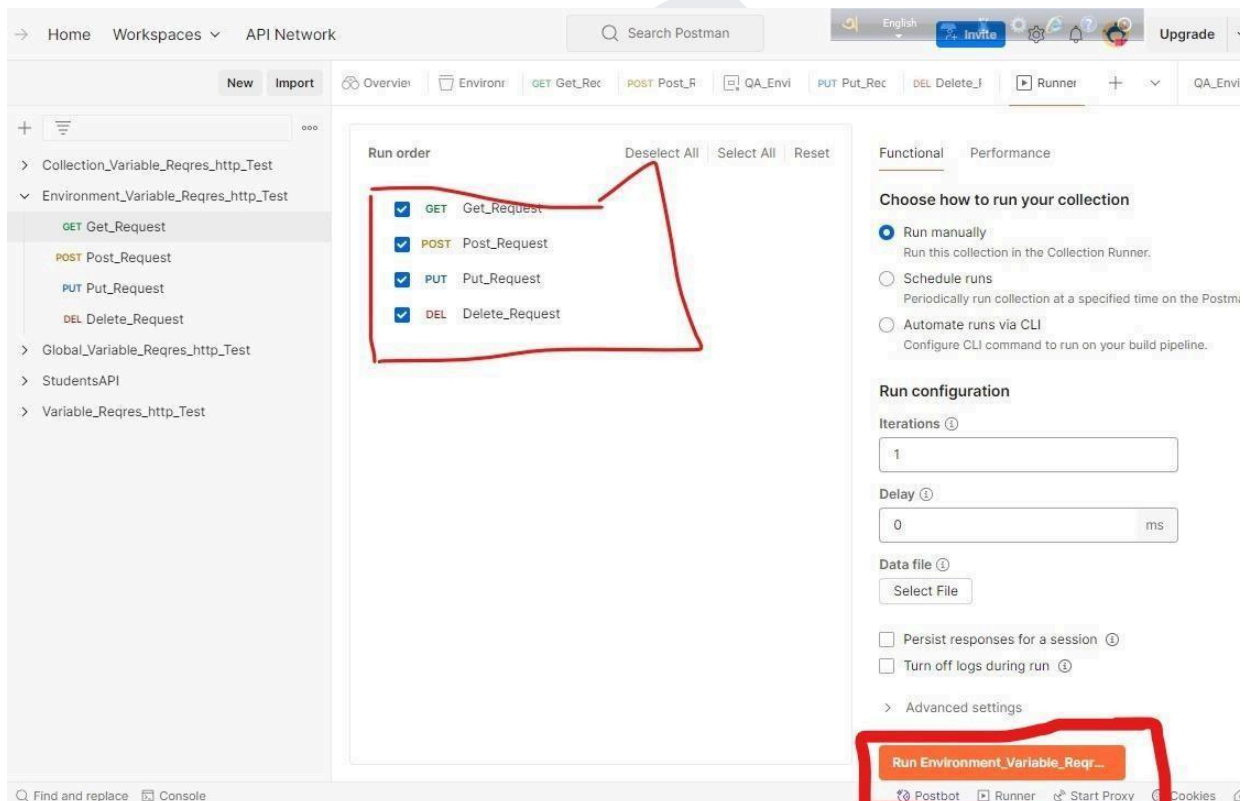 Home Workspaces API Network Search Postman English Invite Upgrade
New Import Overvie Environr GET Get_Rec POST Post_R QA_Envi PUT Put_Rec DEL Delete_ Runner QA_Envi
Collection_Variable_Reqres_http_Test
Environment_Variable_Reqres_http_Test
GET Get_Request
POST Post_Request
PUT Put_Request
DEL Delete_Request
Global_Variable_Reqres_http_Test
StudentsAPI
Variable_Reqres_http_Test
Run order Deselect All Select All Reset
GET Get_Request
POST Post_Request
PUT Put_Request
DEL Delete_Request
Functional Performance
Choose how to run your collection
Run manually
Run this collection in the Collection Runner.
Schedule runs
Periodically run collection at a specified time on the Postma
Automate runs via CLI
Configure CLI command to run on your build pipeline.
Run configuration
Iterations
1
Delay
0 ms
Data file
Select File
Persist responses for a session
Turn off logs during run
Advanced settings
Run Environment_Variable_Reqr...
Find and replace Console Postbot Runner Start Proxy Cookies